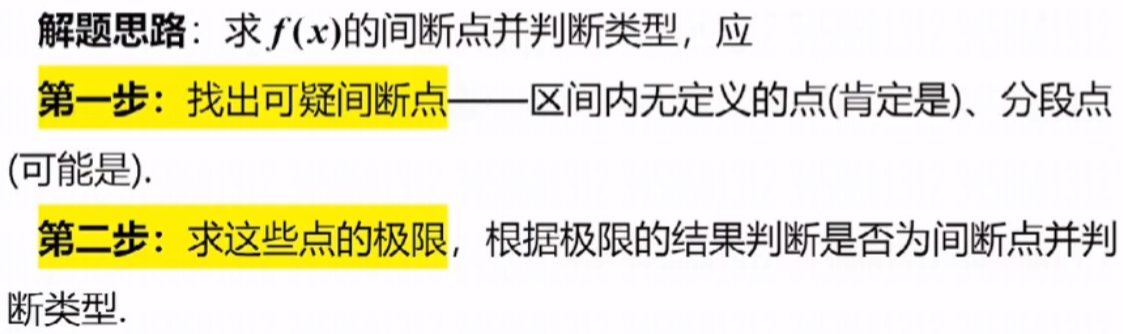 解题思路：求f(x)的间断点并判断类型，应
第一步：找出可疑间断点——区间内无定义的点(肯定是)、分段点
(可能是).
第二步：求这些点的极限，根据极限的结果判断是否为间断点并判
断类型.